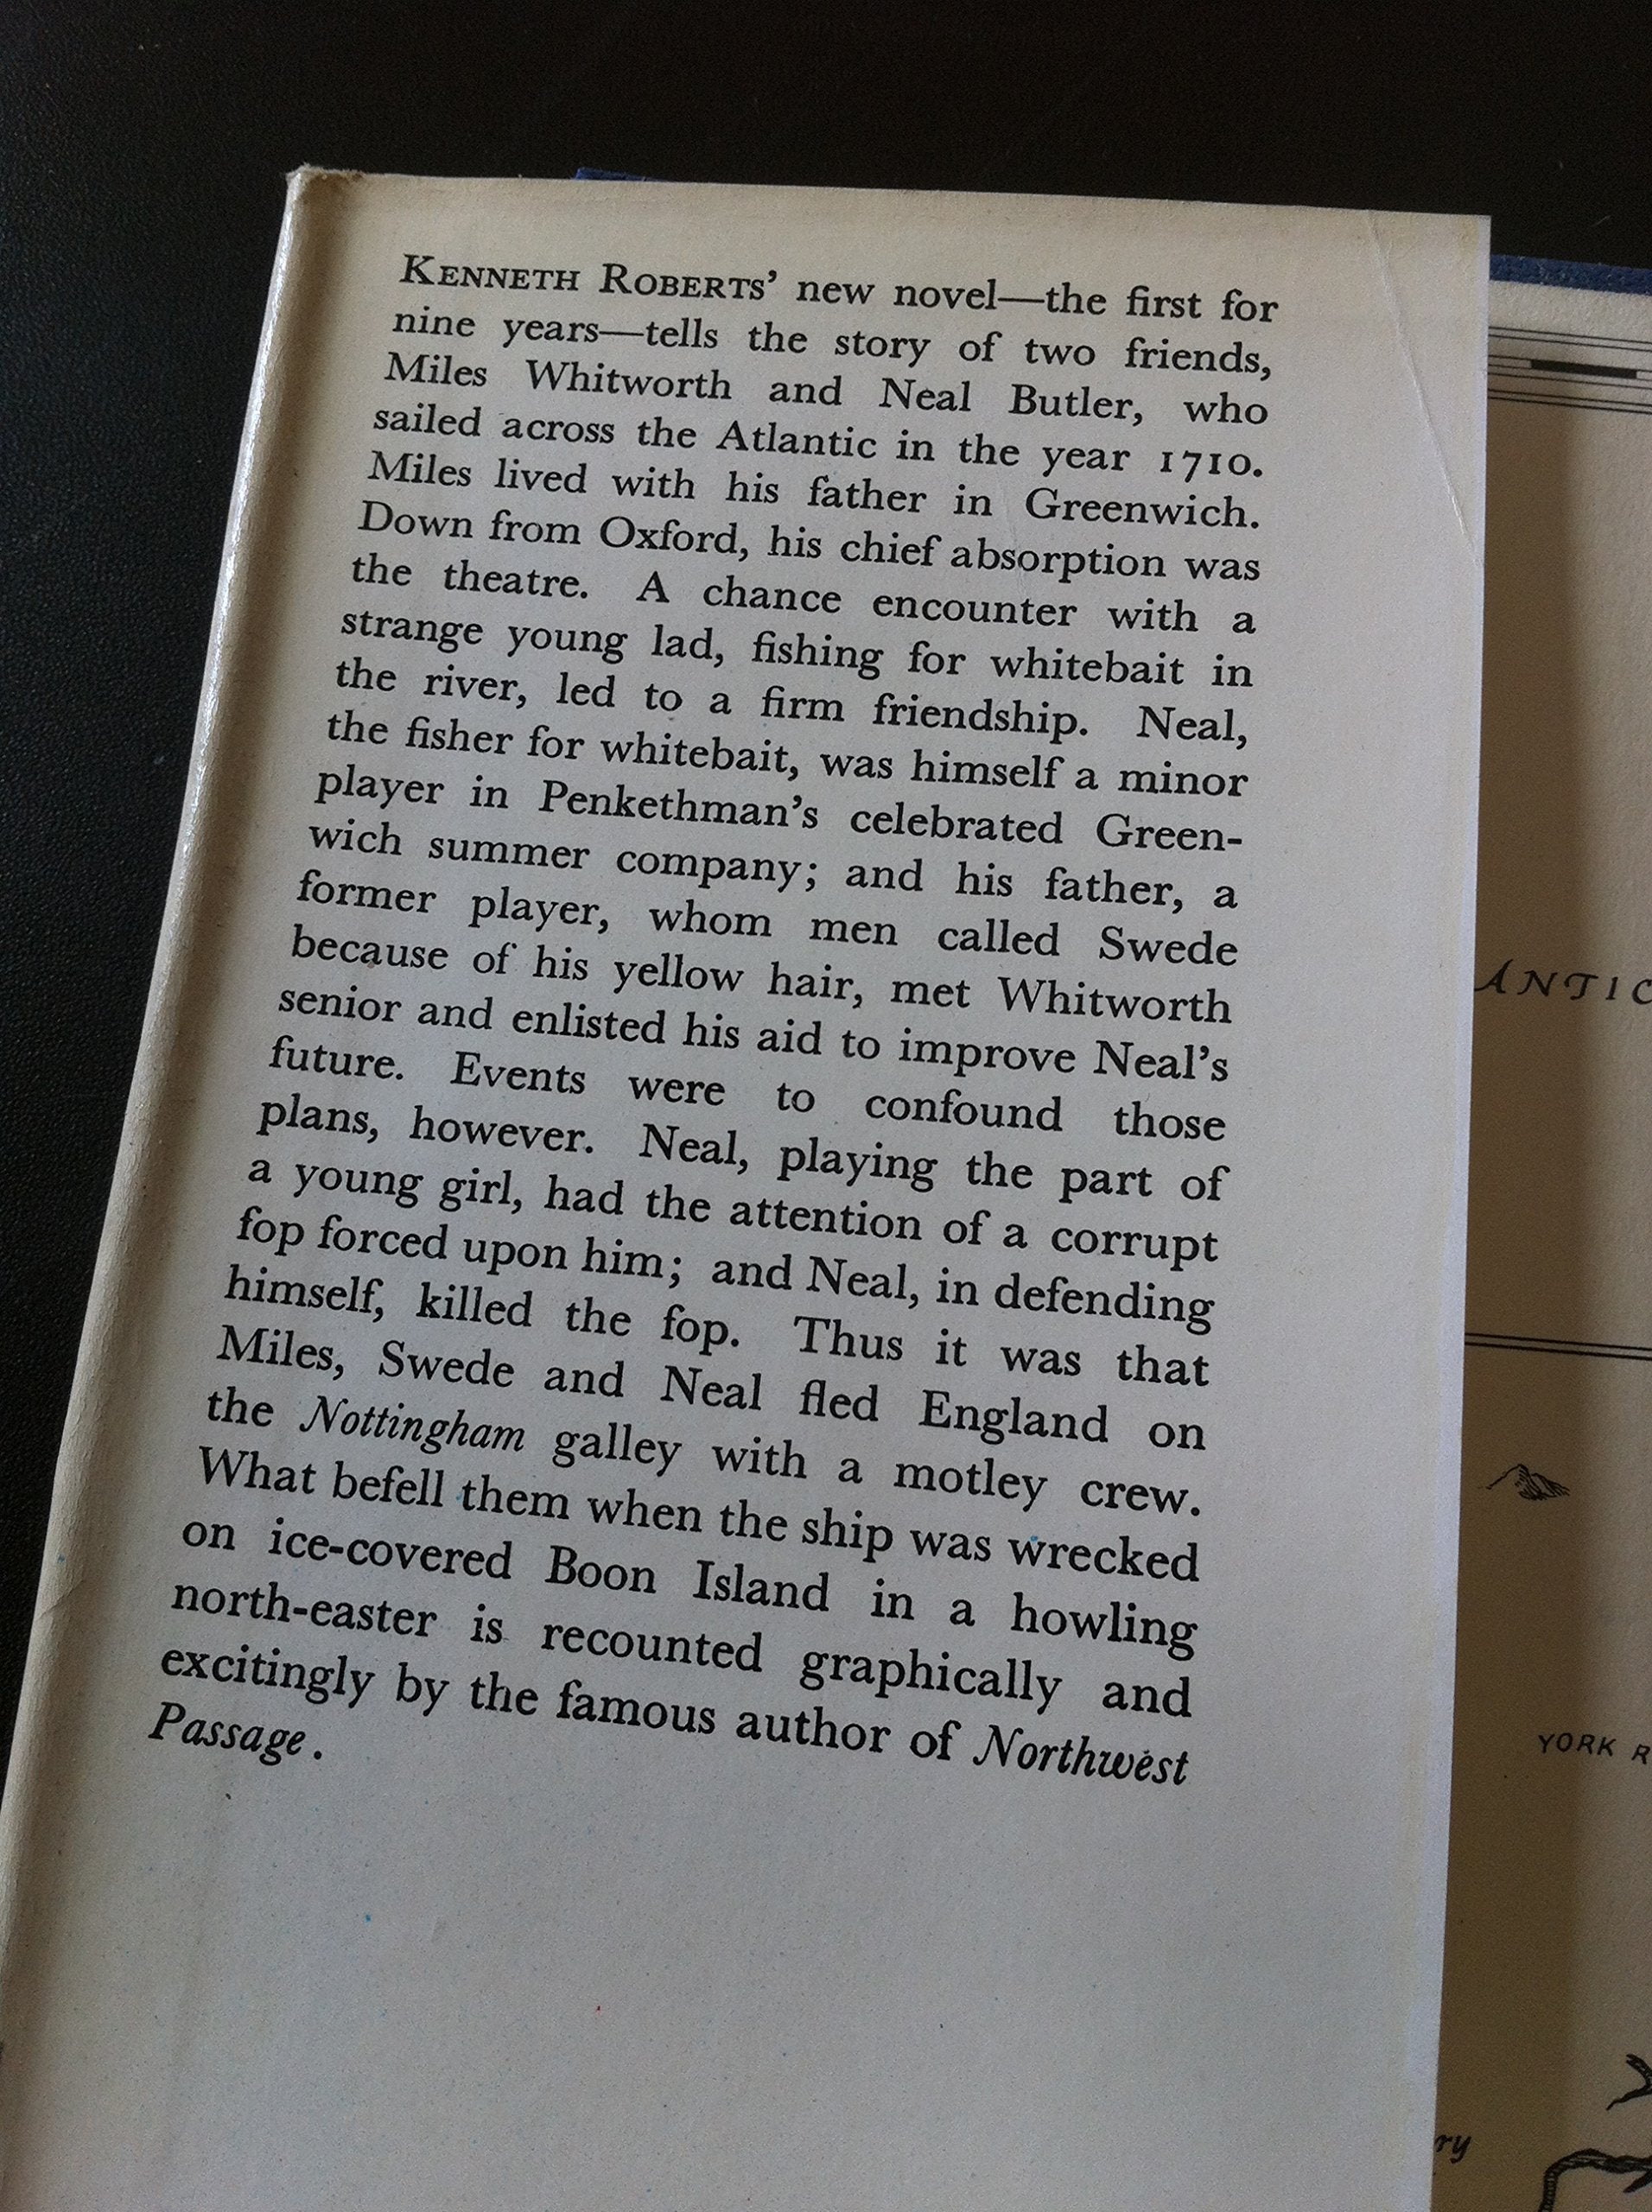 KENNETH ROBERTS’ new novel—the first for
nine years—tells the story of two friends,
Miles Whitworth and Neal Butler, who
sailed across the Atlantic in the year 1710.
Miles lived with his father in Greenwich.
Down from Oxford, his chief absorption was
the theatre. A chance encounter with a
strange young lad, fishing for whitebait in
the river, led to a firm friendship. Neal,
the fisher for whitebait, was himself a minor
player in Penkethman’s celebrated Green-
wich summer company; and his father, a
former player, whom men called Swede
because of his yellow hair, met Whitworth
senior and enlisted his aid to improve Neal’s
future. Events were to confound those
plans, however. Neal, playing the part of
a young girl, had the attention of a corrupt
fop forced upon him; and Neal, in defending
himself, killed the fop. Thus it was that
Miles, Swede and Neal fled England on
the Nottingham galley with a motley crew.
What befell them when the ship was wrecked
on ice-covered Boon Island in a howling
north-easter is recounted graphically and
excitingly by the famous author of Northwest
Passage.
ANTIC
YORK R
ry